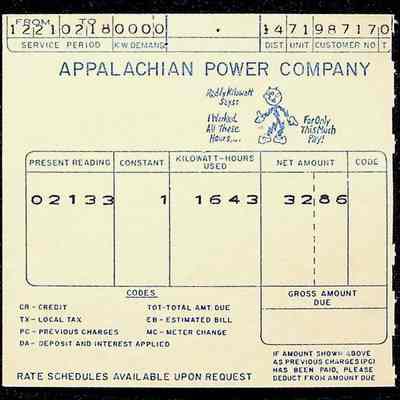 FROM TO
12210218 0000 1471 987170
SERVICE PERIOD K.W. DEMAND DIST UNIT CUSTOMER NO T
APPALACHIAN POWER COMPANY
Reddy Kilowatt
Says:
I Worked
All These
Hours,...
For Only
This Much
Pay!
PRESENT READING CONSTANT KILOWATT-HOURS USED NET AMOUNT CODE
02133 1 1643 3286
CODES
CR - CREDIT TOT-TOTAL AMT DUE
TX - LOCAL TAX EB - ESTIMATED BILL
PC - PREVIOUS CHARGES MC - METER CHANGE
DA - DEPOSIT AND INTEREST APPLIED
GROSS AMOUNT
DUE
IF AMOUNT SHOWN ABOVE
AS PREVIOUS CHARGES (PC)
HAS BEEN PAID, PLEASE
DEDUCT FROM AMOUNT DUE
RATE SCHEDULES AVAILABLE UPON REQUEST